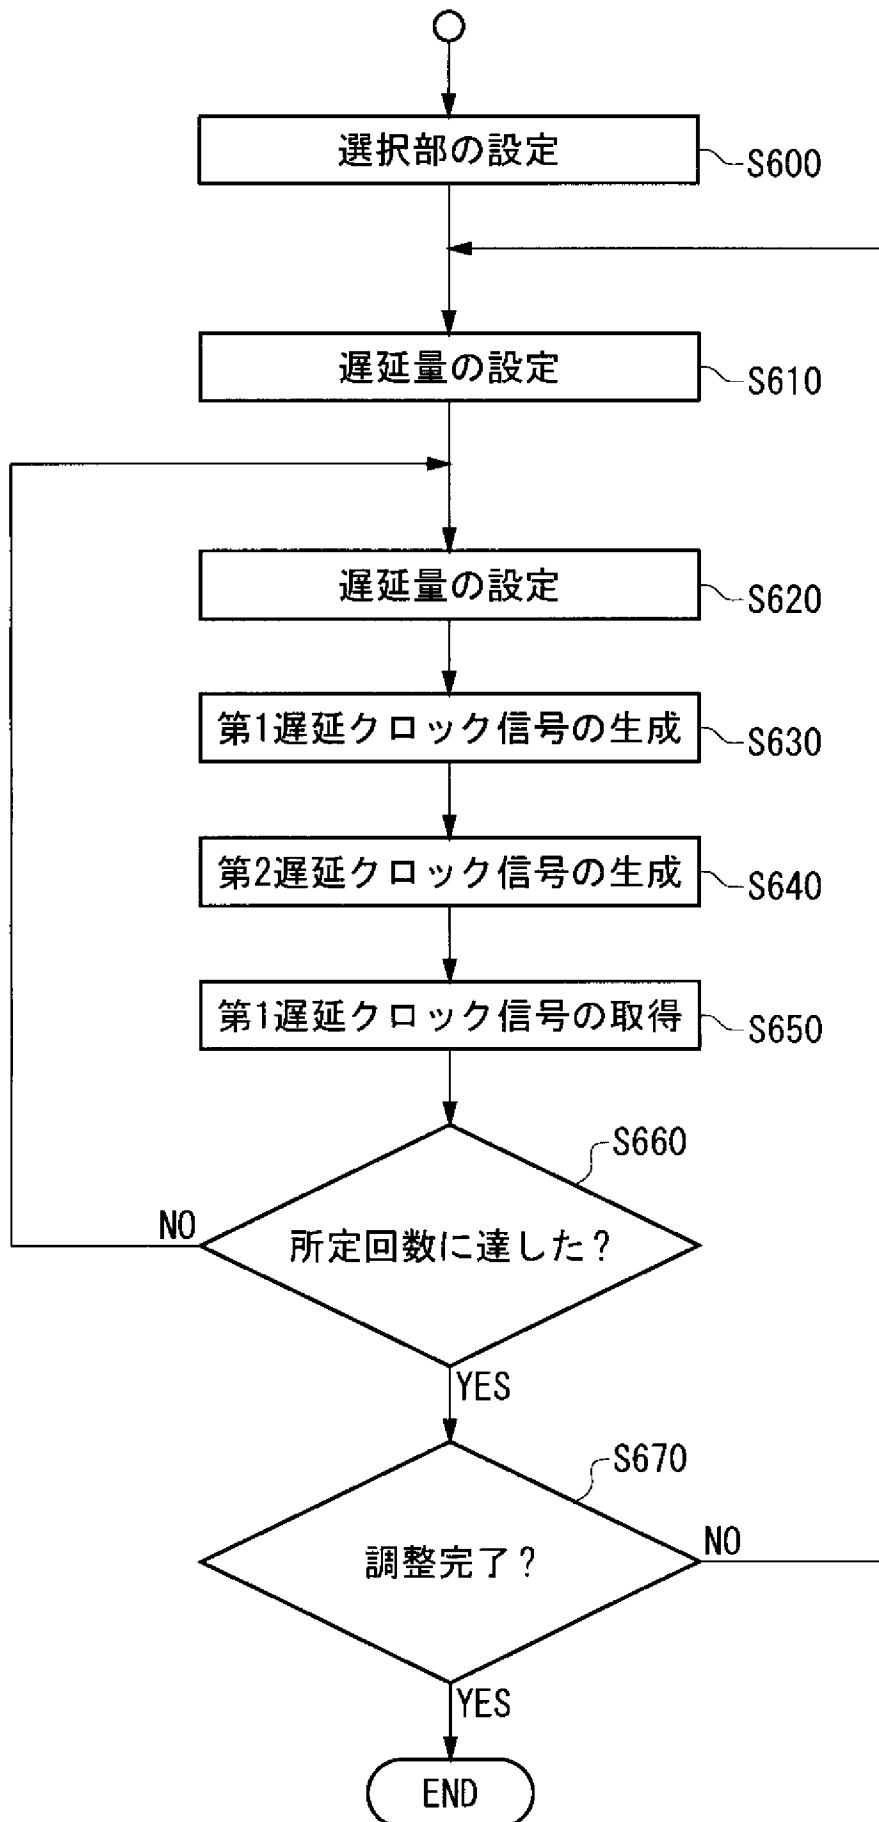 選択部の設定
S600
遅延量の設定
S610
遅延量の設定
S620
第1遅延クロック信号の生成
S630
第2遅延クロック信号の生成
S640
第1遅延クロック信号の取得
S650
S660
所定回数に達した?
NO
YES
S670
調整完了?
NO
YES
END